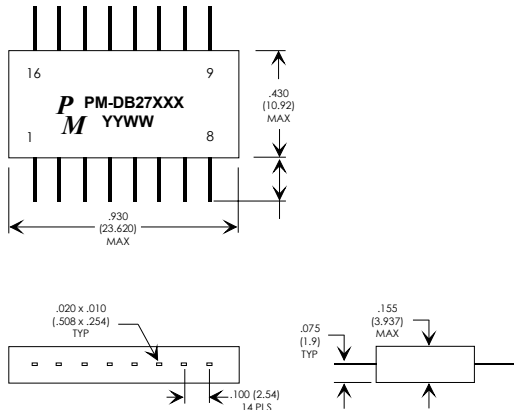 16 9
P PM-DB27XXX
M YYWW
1 8
.430
(10.92)
MAX
.930
(23.620)
MAX
.020 x .010
(.508 x .254)
TYP
.100 (2.54)
14 PLS
.075
(1.9)
TYP
.155
(3.937)
MAX